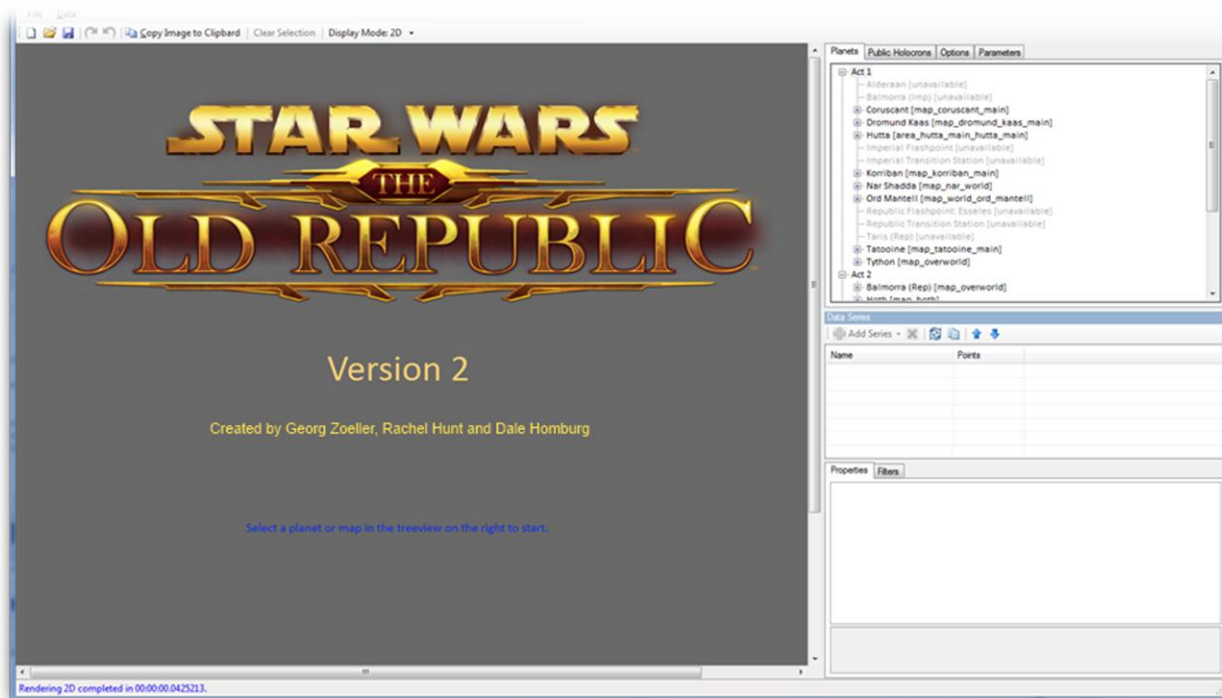 File Data
Copy Image to Clipbard Clear Selection Display Mode: 2D
STAR WARS
THE
OLD REPUBLIC
Version 2
Created by Georg Zoeller, Rachel Hunt and Dale Homburg
Select a planet or map in the treeview on the right to start.
Rendering 2D completed in 00:00:00.0425213.
Planets Public Holocrons Options Parameters
Act 1
Alderaan [unavailable]
Balmorra (Imp) [unavailable]
Coruscant [map_coruscant_main]
Dromund Kaas [map_dromund_kaas_main]
Hutta [area_hutta_main_hutta_main]
Imperial Flashpoint [unavailable]
Imperial Transition Station [unavailable]
Korriban [map_korriban_main]
Nar Shadda [map_nar_world]
Ord Mantell [map_world_ord_mantell]
Republic Flashpoint: Esseles [unavailable]
Republic Transition Station [unavailable]
Taris (Rep) [unavailable]
Tatooine [map_tatooine_main]
Tython [map_overworld]
Act 2
Balmorra (Rep) [map_overworld]
Hoth [map_hoth]
Data Series
Add Series
Name Points
Properties Filters